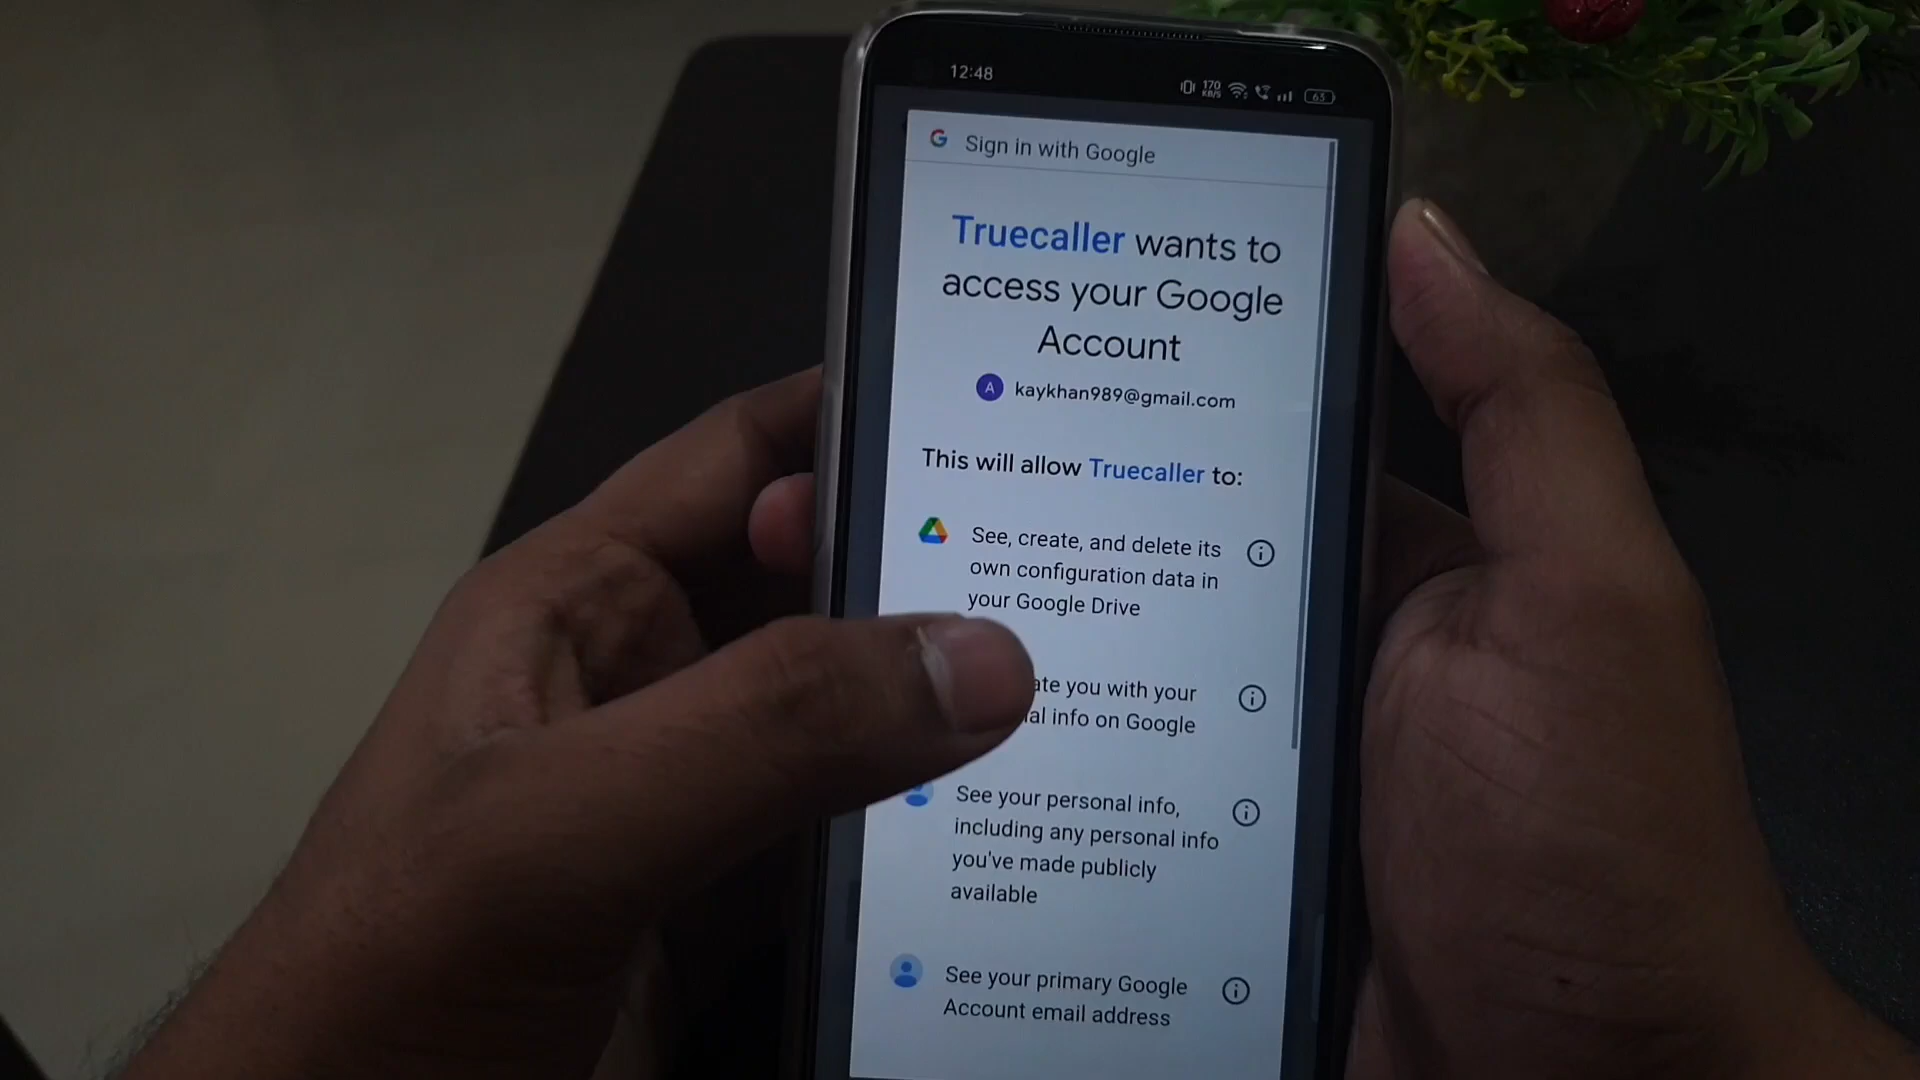 12:48
170
KB/S
63
Sign in with Google
Truecaller wants to
access your Google
Account
A kaykhan989@gmail.com
This will allow Truecaller to:
See, create, and delete its
own configuration data in
your Google Drive
you with your
info on Google
See your personal info,
including any personal info
you've made publicly
available
See your primary Google
Account email address